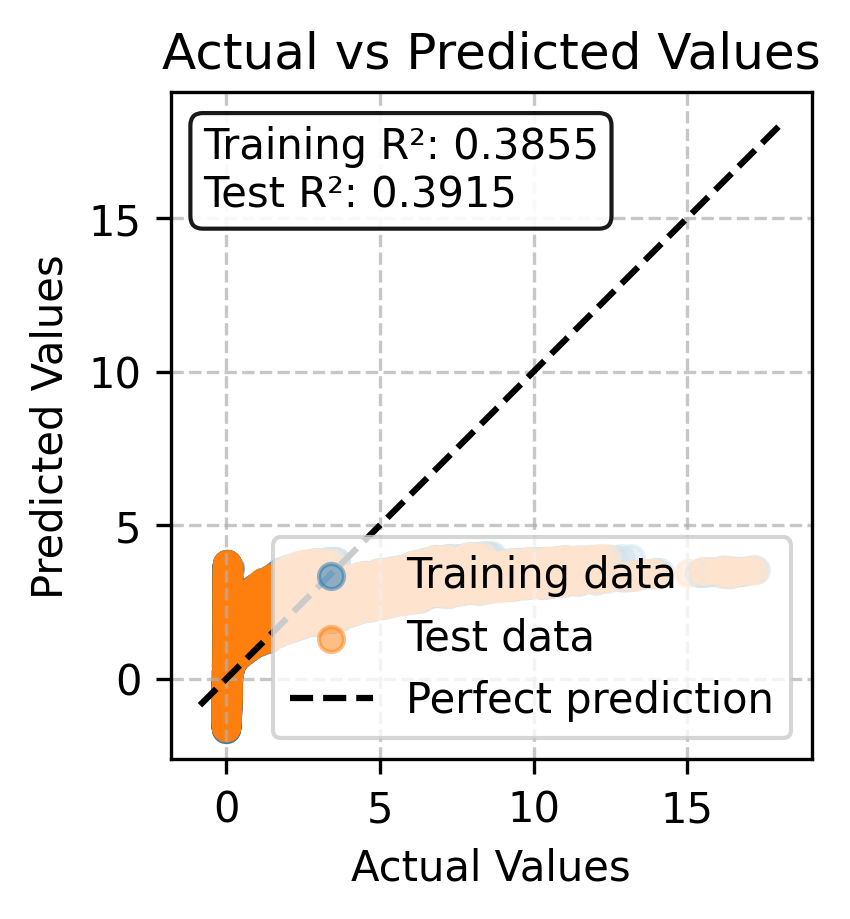 Actual vs Predicted Values
Training R²: 0.3855
Test R²: 0.3915
15
10
5
0
Predicted Values
Training data
Test data
Perfect prediction
0 5 10 15
Actual Values